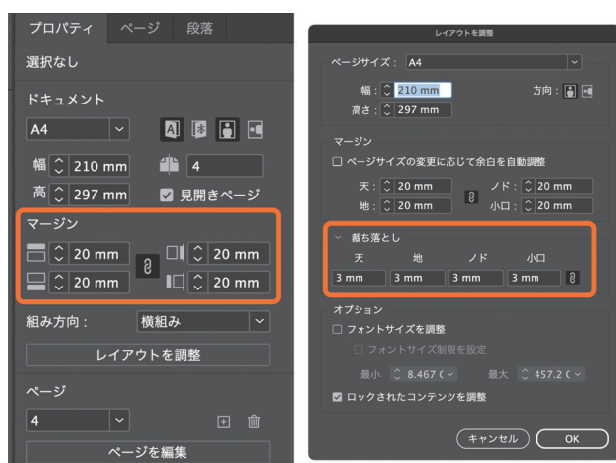 プロパティ ページ 段落
選択なし
ドキュメント
A4
幅 210 mm 4
高 297 mm 見開きページ
マージン
20 mm 20 mm
20 mm 20 mm
組み方向： 横組み
レイアウトを調整
ページ
4
ページを編集
レイアウトを調整
ページサイズ： A4
幅： 210 mm 方向：
高さ： 297 mm
マージン
ページサイズの変更に応じて余白を自動調整
天： 20 mm ノド： 20 mm
地： 20 mm 小口： 20 mm
裁ち落とし
天 地 ノド 小口
3 mm 3 mm 3 mm 3 mm
オプション
フォントサイズを調整
フォントサイズ制限を設定
最小 8.467 最大 457.2
ロックされたコンテンツを調整
キャンセル OK